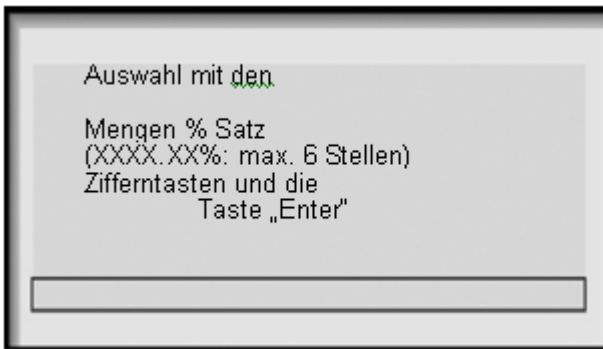 Auswahl mit den
Mengen % Satz
(XXXX.XX%: max. 6 Stellen)
Zifferntasten und die
Taste „Enter"